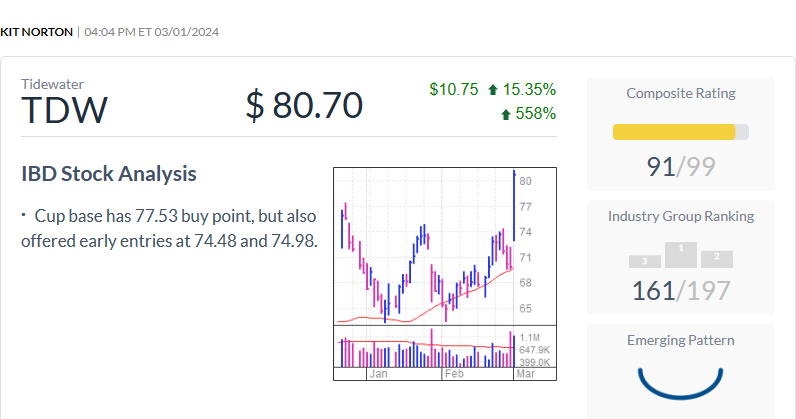 KIT NORTON | 04:04 PM ET 03/01/2024
Tidewater
TDW
$ 80.70
$10.75 15.35%
558%
IBD Stock Analysis
· Cup base has 77.53 buy point, but also
offered early entries at 74.48 and 74.98.
80
77
74
71
68
65
1.1M
647.9K
399.0K
Jan Feb Mar
Composite Rating
91/99
Industry Group Ranking
3 1 2
161/197
Emerging Pattern